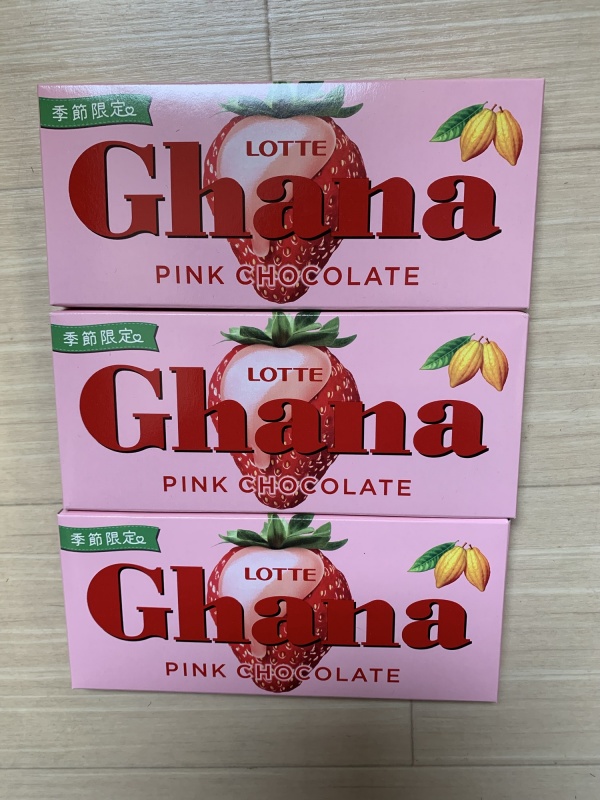 季節限定
LOTTE
Ghana
PINK CHOCOLATE
季節限定
LOTTE
Ghana
PINK CHOCOLATE
季節限定
LOTTE
Ghana
PINK CHOCOLATE